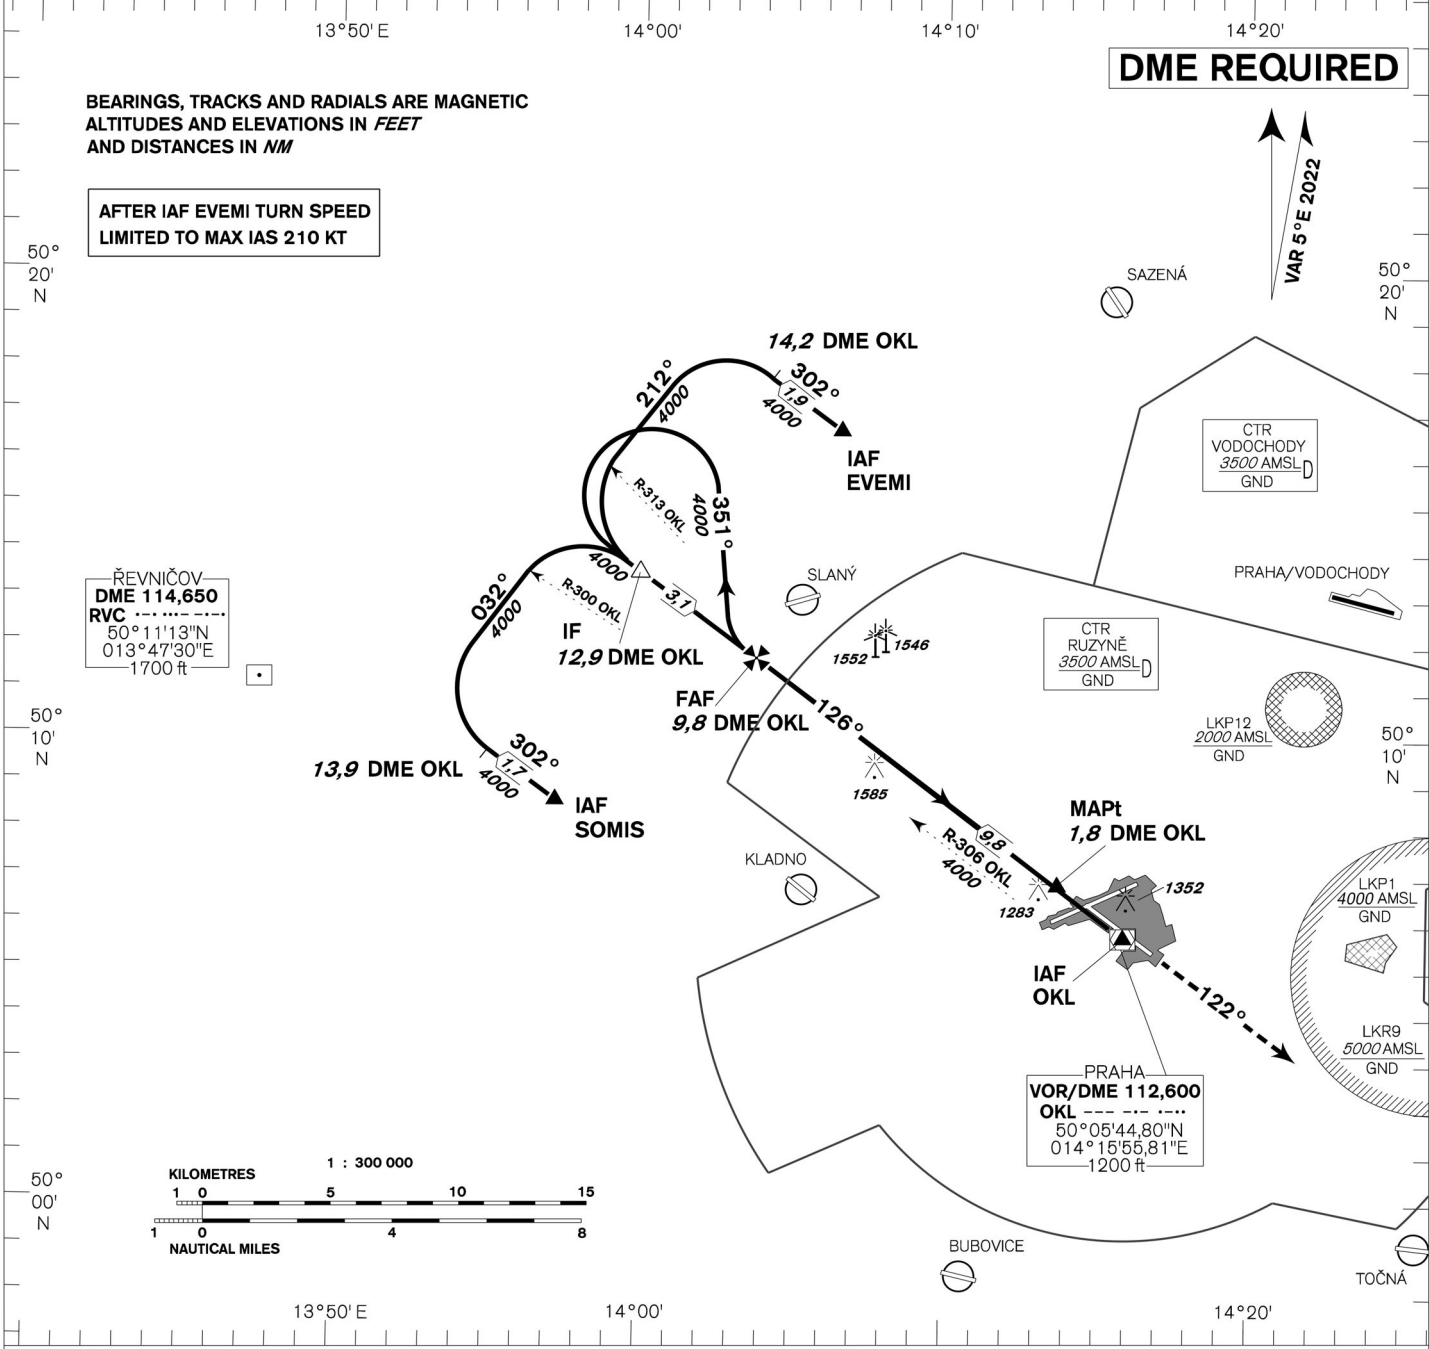 13°50'E
14°00'
14°10'
14°20'
DME REQUIRED
BEARINGS, TRACKS AND RADIALS ARE MAGNETIC
ALTITUDES AND ELEVATIONS IN FEET
AND DISTANCES IN NM
AFTER IAF EVEMI TURN SPEED
LIMITED TO MAX IAS 210 KT
VAR 5°E 2022
50°
20'
N
50°
20'
N
SAZENÁ
14,2 DME OKL
302°
1,9
4000
212°
4000
IAF
EVEMI
CTR
VODOCHODY
3500 AMSL
D
GND
R-313 OKL
351°
4000
4000
R-300 OKL
032°
4000
3,1
SLANÝ
PRAHA/VODOCHODY
ŘEVNIČOV
DME 114,650
RVC ·–· ···– –·–·
50°11'13"N
013°47'30"E
1700 ft
IF
12,9 DME OKL
1552
1546
CTR
RUZYNĚ
3500 AMSL
D
GND
FAF
9,8 DME OKL
126°
LKP12
2000 AMSL
GND
50°
10'
N
50°
10'
N
302°
1,7
4000
13,9 DME OKL
IAF
SOMIS
1585
MAPt
1,8 DME OKL
9,8
R-306 OKL
4000
KLADNO
1283
1352
LKP1
4000 AMSL
GND
IAF
OKL
122°
LKR9
5000 AMSL
GND
PRAHA
VOR/DME 112,600
OKL ––– –·– ·–··
50°05'44,80"N
014°15'55,81"E
1200 ft
1 : 300 000
KILOMETRES
1 0 5 10 15
1 0 4 8
NAUTICAL MILES
50°
00'
N
BUBOVICE
TOČNÁ
13°50'E
14°00'
14°20'